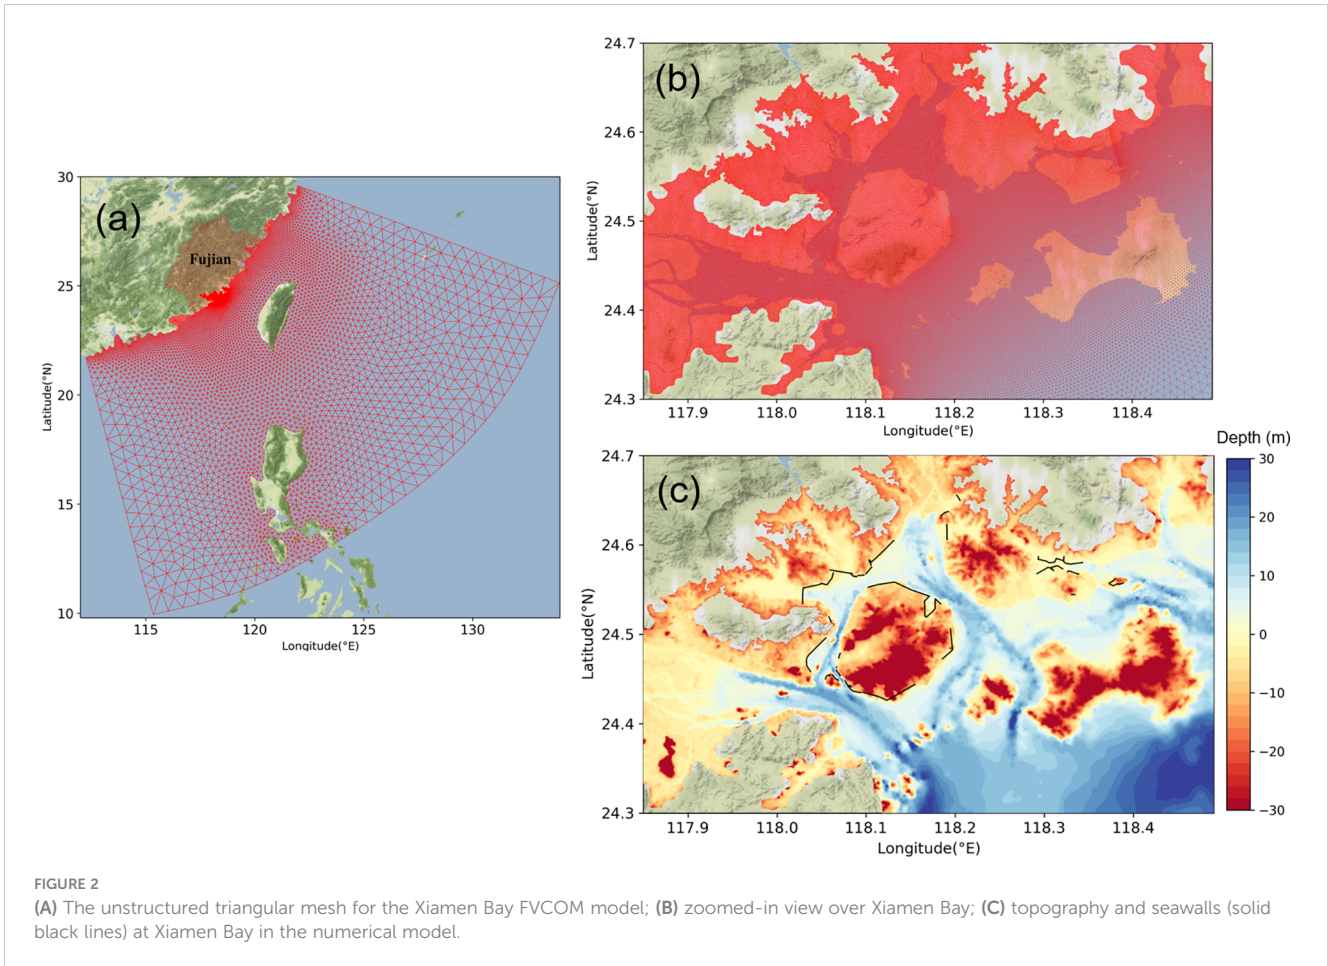 (a)
Fujian
30
25
20
15
10
Latitude(°N)
115
120
125
130
Longitude(°E)
(b)
24.7
24.6
24.5
24.4
24.3
Latitude(°N)
117.9
118.0
118.1
118.2
118.3
118.4
Longitude(°E)
(c)
24.7
24.6
24.5
24.4
24.3
Latitude(°N)
117.9
118.0
118.1
118.2
118.3
118.4
Longitude(°E)
Depth (m)
30
20
10
0
−10
−20
−30
FIGURE 2
(A) The unstructured triangular mesh for the Xiamen Bay FVCOM model; (B) zoomed-in view over Xiamen Bay; (C) topography and seawalls (solid
black lines) at Xiamen Bay in the numerical model.